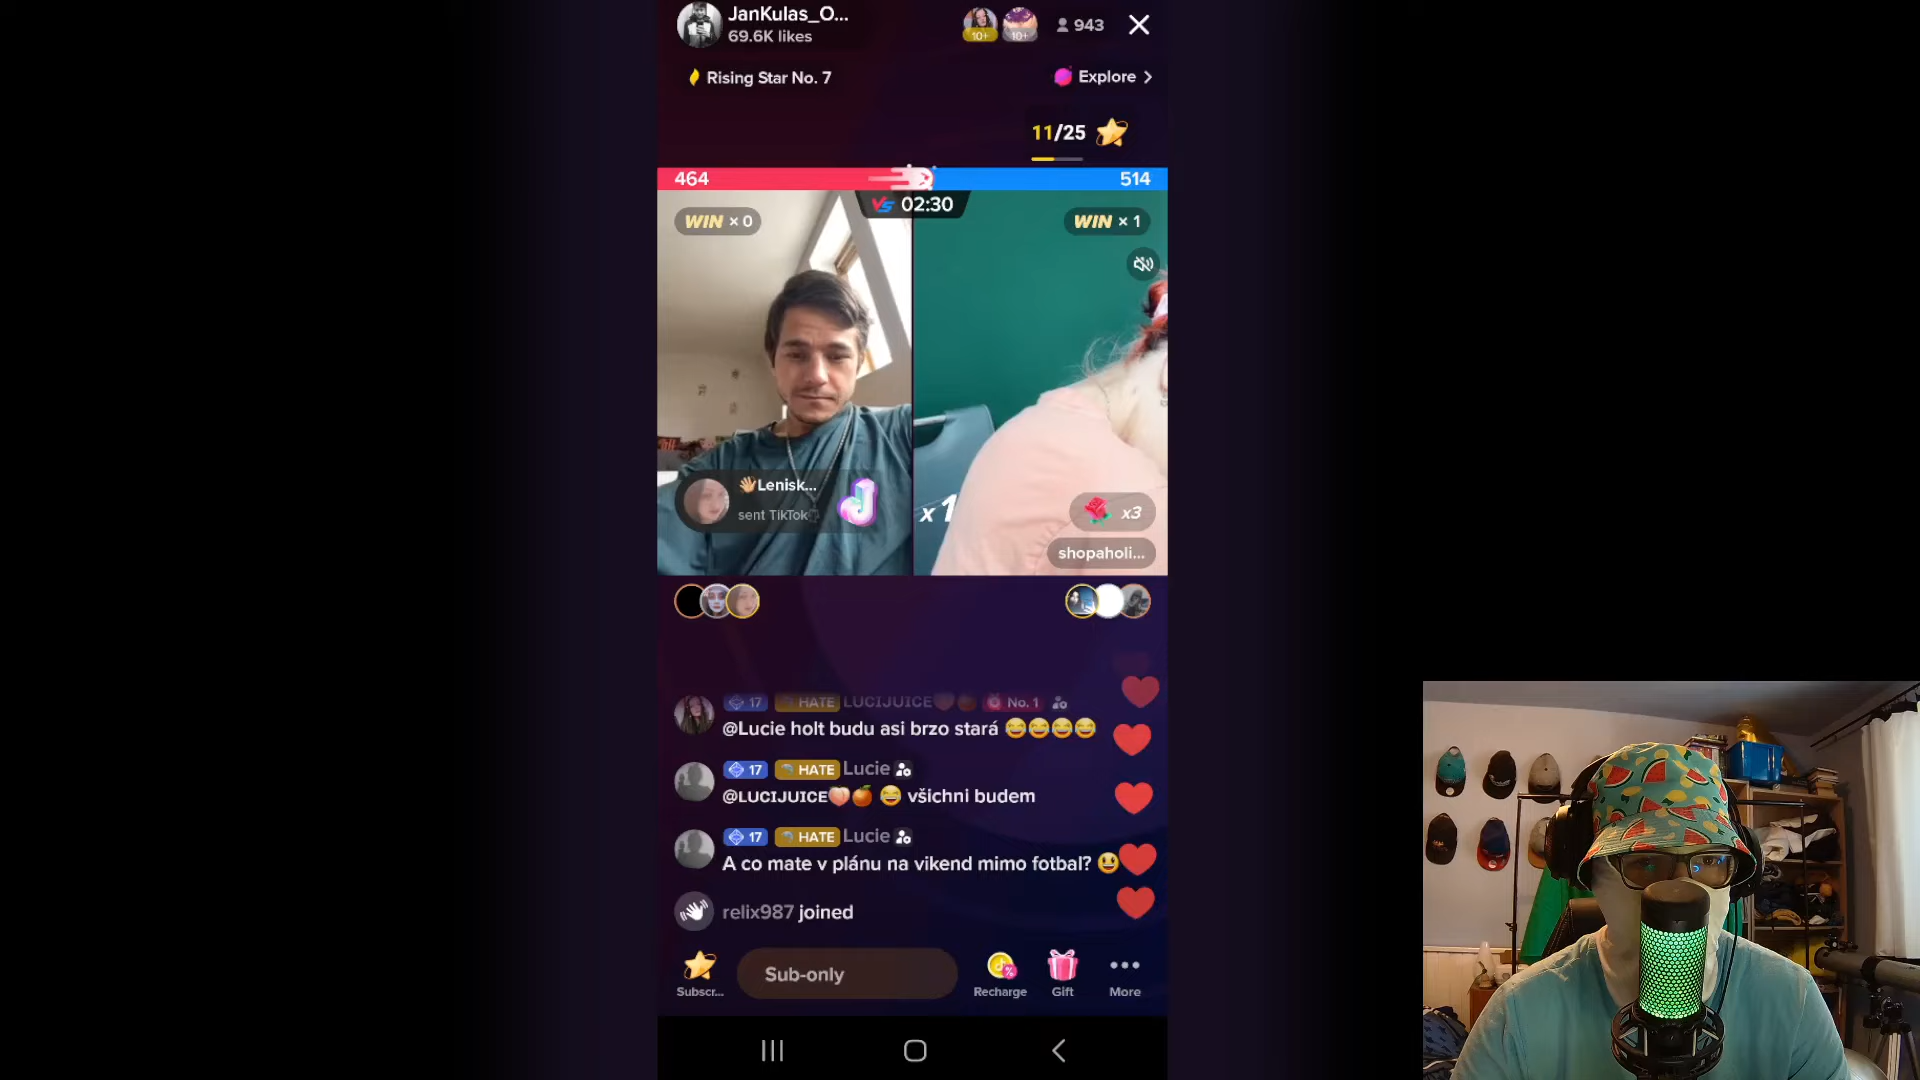 JanKulas_O...
69.6K likes
10+
10+
943
Rising Star No. 7
Explore
11/25
464
514
VS 02:30
WIN × 0
WIN × 1
👋Lenisk...
sent TikTok
x 1
x3
shopaholi...
17 HATE LUCIJUICE🍑🍊 No. 1
@Lucie holt budu asi brzo stará 😂😂😂😂
17 HATE Lucie
@LUCIJUICE🍑🍊 😂 všichni budem
17 HATE Lucie
A co mate v plánu na vikend mimo fotbal? 😃
relix987 joined
Subscr...
Sub-only
Recharge
Gift
More